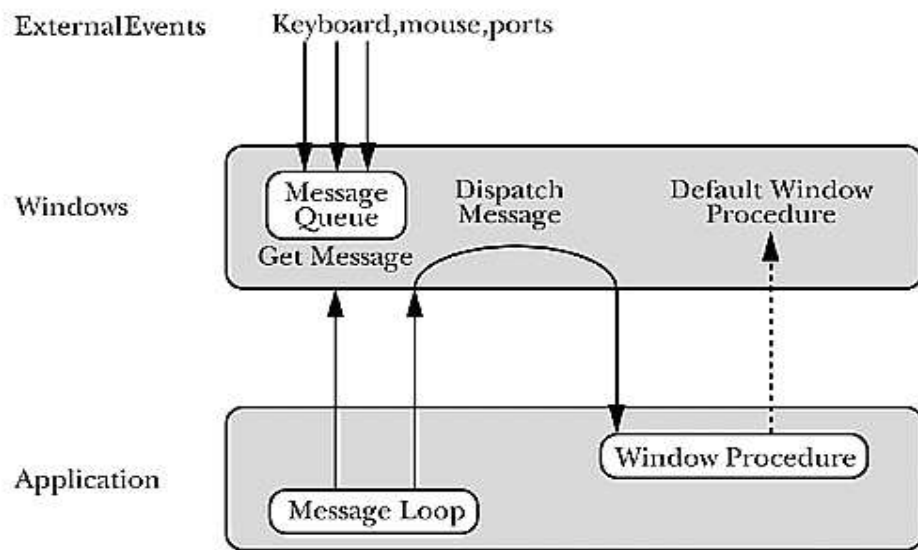 ExternalEvents Keyboard,mouse,ports
Windows
Message
Queue
Get Message
Dispatch
Message
Default Window
Procedure
Application
Message Loop
Window Procedure